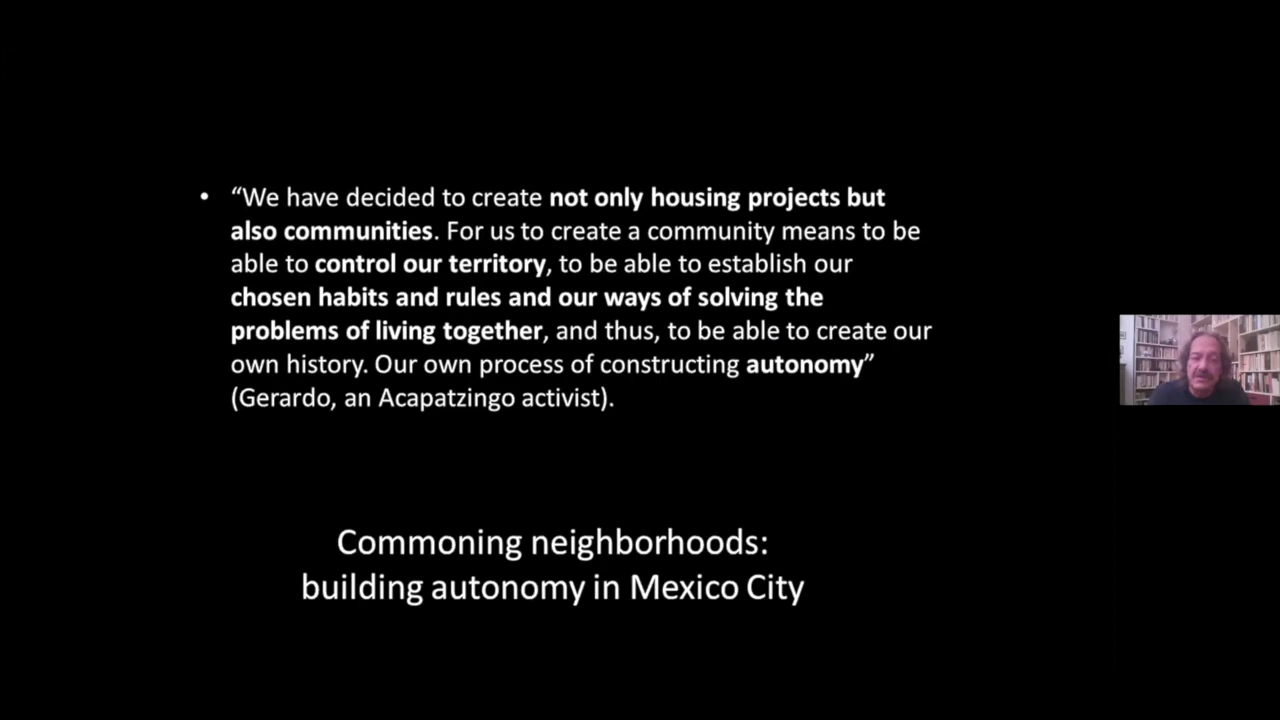 • “We have decided to create not only housing projects but
also communities. For us to create a community means to be
able to control our territory, to be able to establish our
chosen habits and rules and our ways of solving the
problems of living together, and thus, to be able to create our
own history. Our own process of constructing autonomy”
(Gerardo, an Acapatzingo activist).
Commoning neighborhoods:
building autonomy in Mexico City